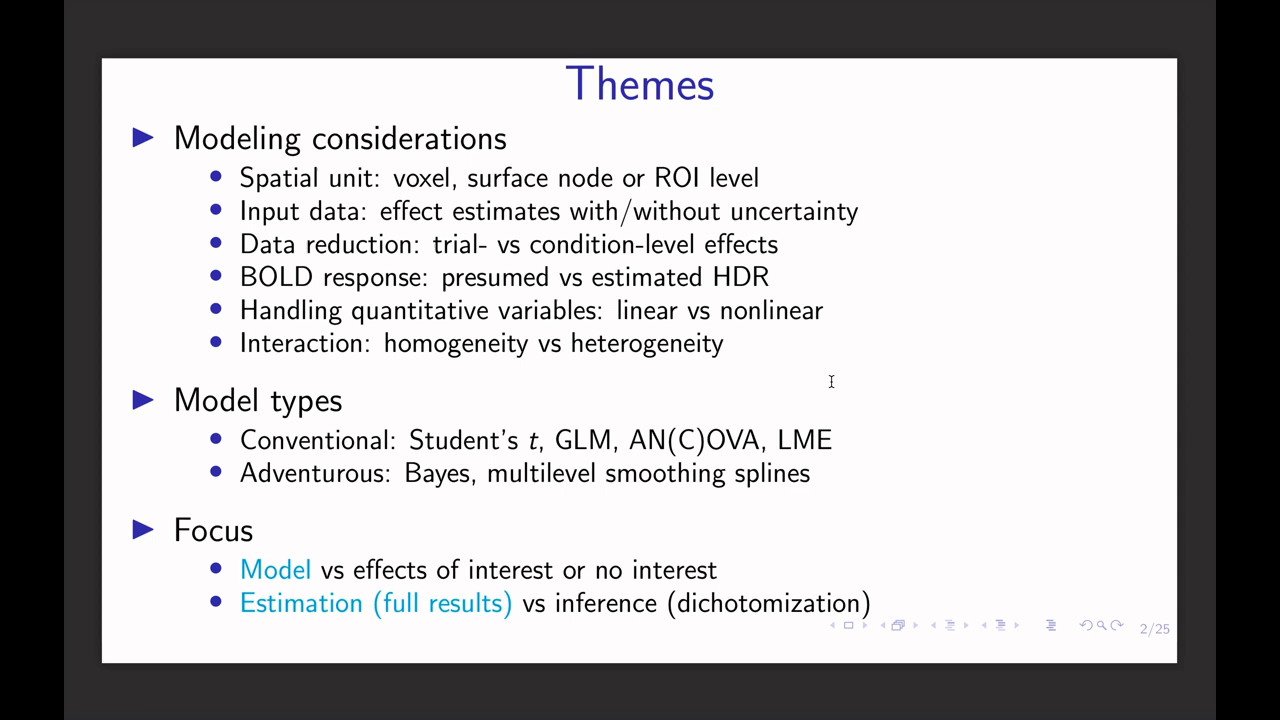 Themes
Modeling considerations
Spatial unit: voxel, surface node or ROI level
Input data: effect estimates with/without uncertainty
Data reduction: trial- vs condition-level effects
BOLD response: presumed vs estimated HDR
Handling quantitative variables: linear vs nonlinear
Interaction: homogeneity vs heterogeneity
Model types
Conventional: Student's t, GLM, AN(C)OVA, LME
Adventurous: Bayes, multilevel smoothing splines
Focus
Model vs effects of interest or no interest
Estimation (full results) vs inference (dichotomization)
2/25